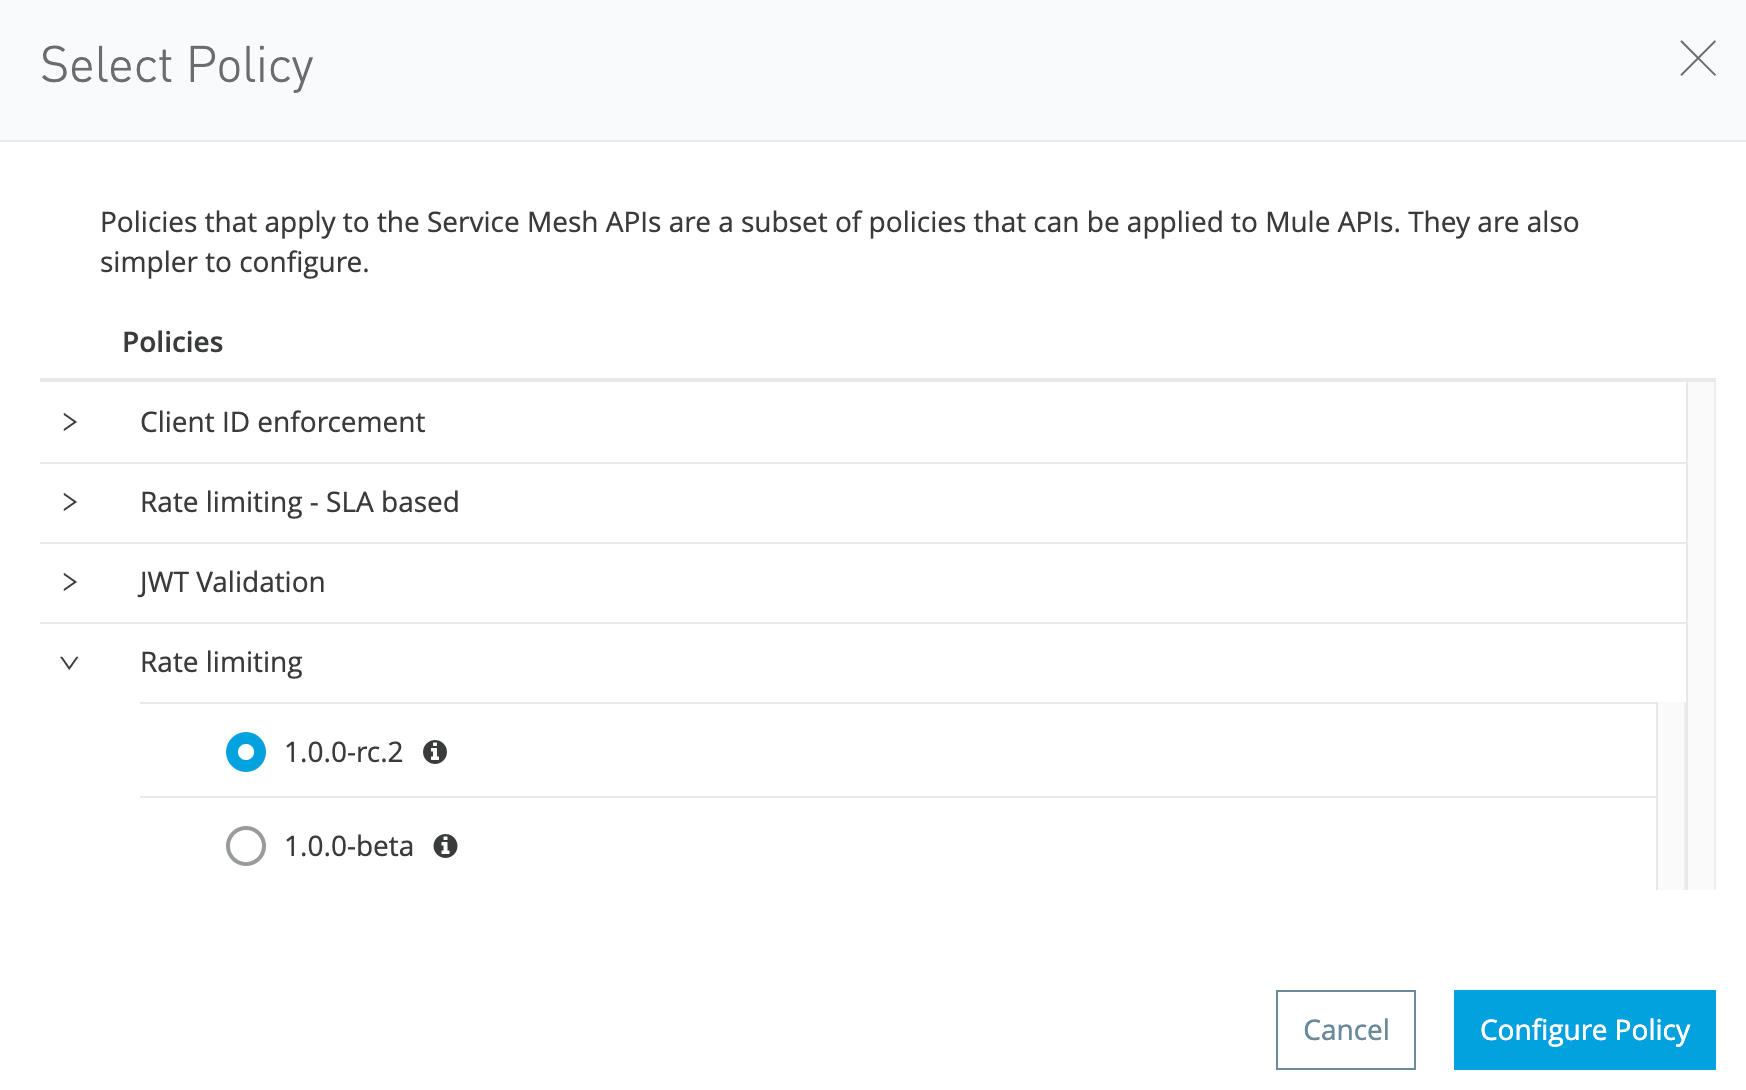 Select Policy
Policies that apply to the Service Mesh APIs are a subset of policies that can be applied to Mule APIs. They are also
simpler to configure.
Policies
Client ID enforcement
Rate limiting - SLA based
JWT Validation
Rate limiting
1.0.0-rc.2
1.0.0-beta
Cancel
Configure Policy